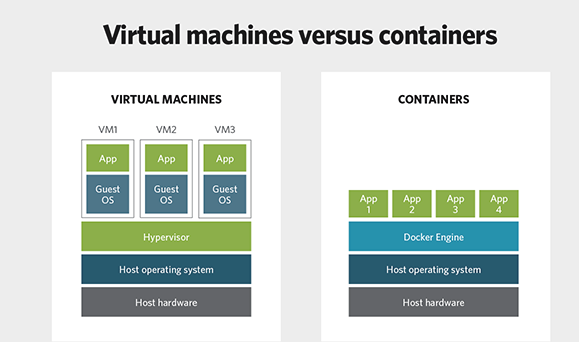 Virtual machines versus containers
VIRTUAL MACHINES
VM1 VM2 VM3
App App App
Guest Guest Guest
OS OS OS
Hypervisor
Host operating system
Host hardware
CONTAINERS
App App App App
1 2 3 4
Docker Engine
Host operating system
Host hardware